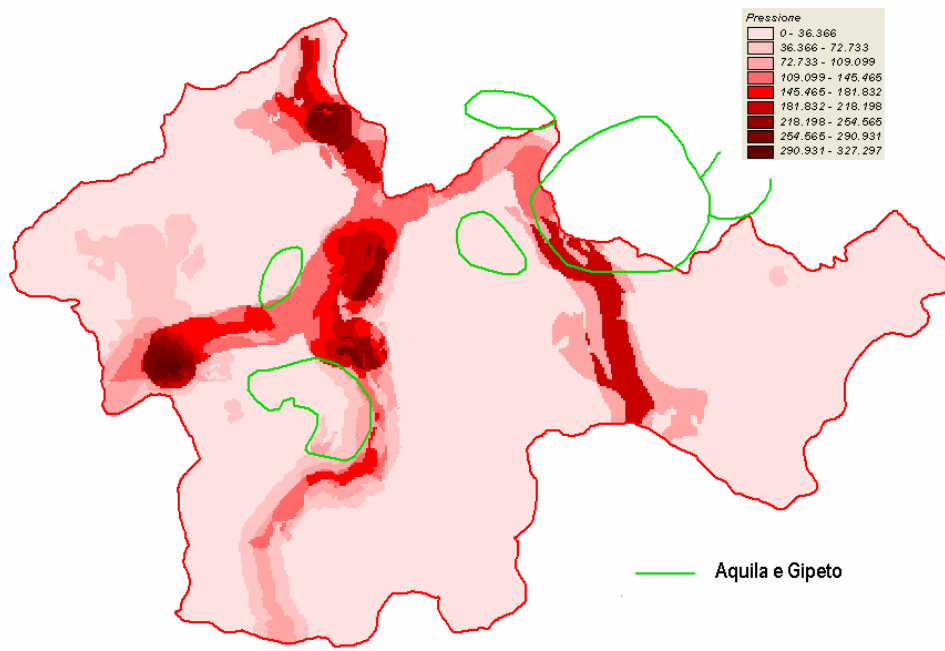 Pressione
0 - 36.366
36.366 - 72.733
72.733 - 109.099
109.099 - 145.465
145.465 - 181.832
181.832 - 218.198
218.198 - 254.565
254.565 - 290.931
290.931 - 327.297
Aquila e Gipeto